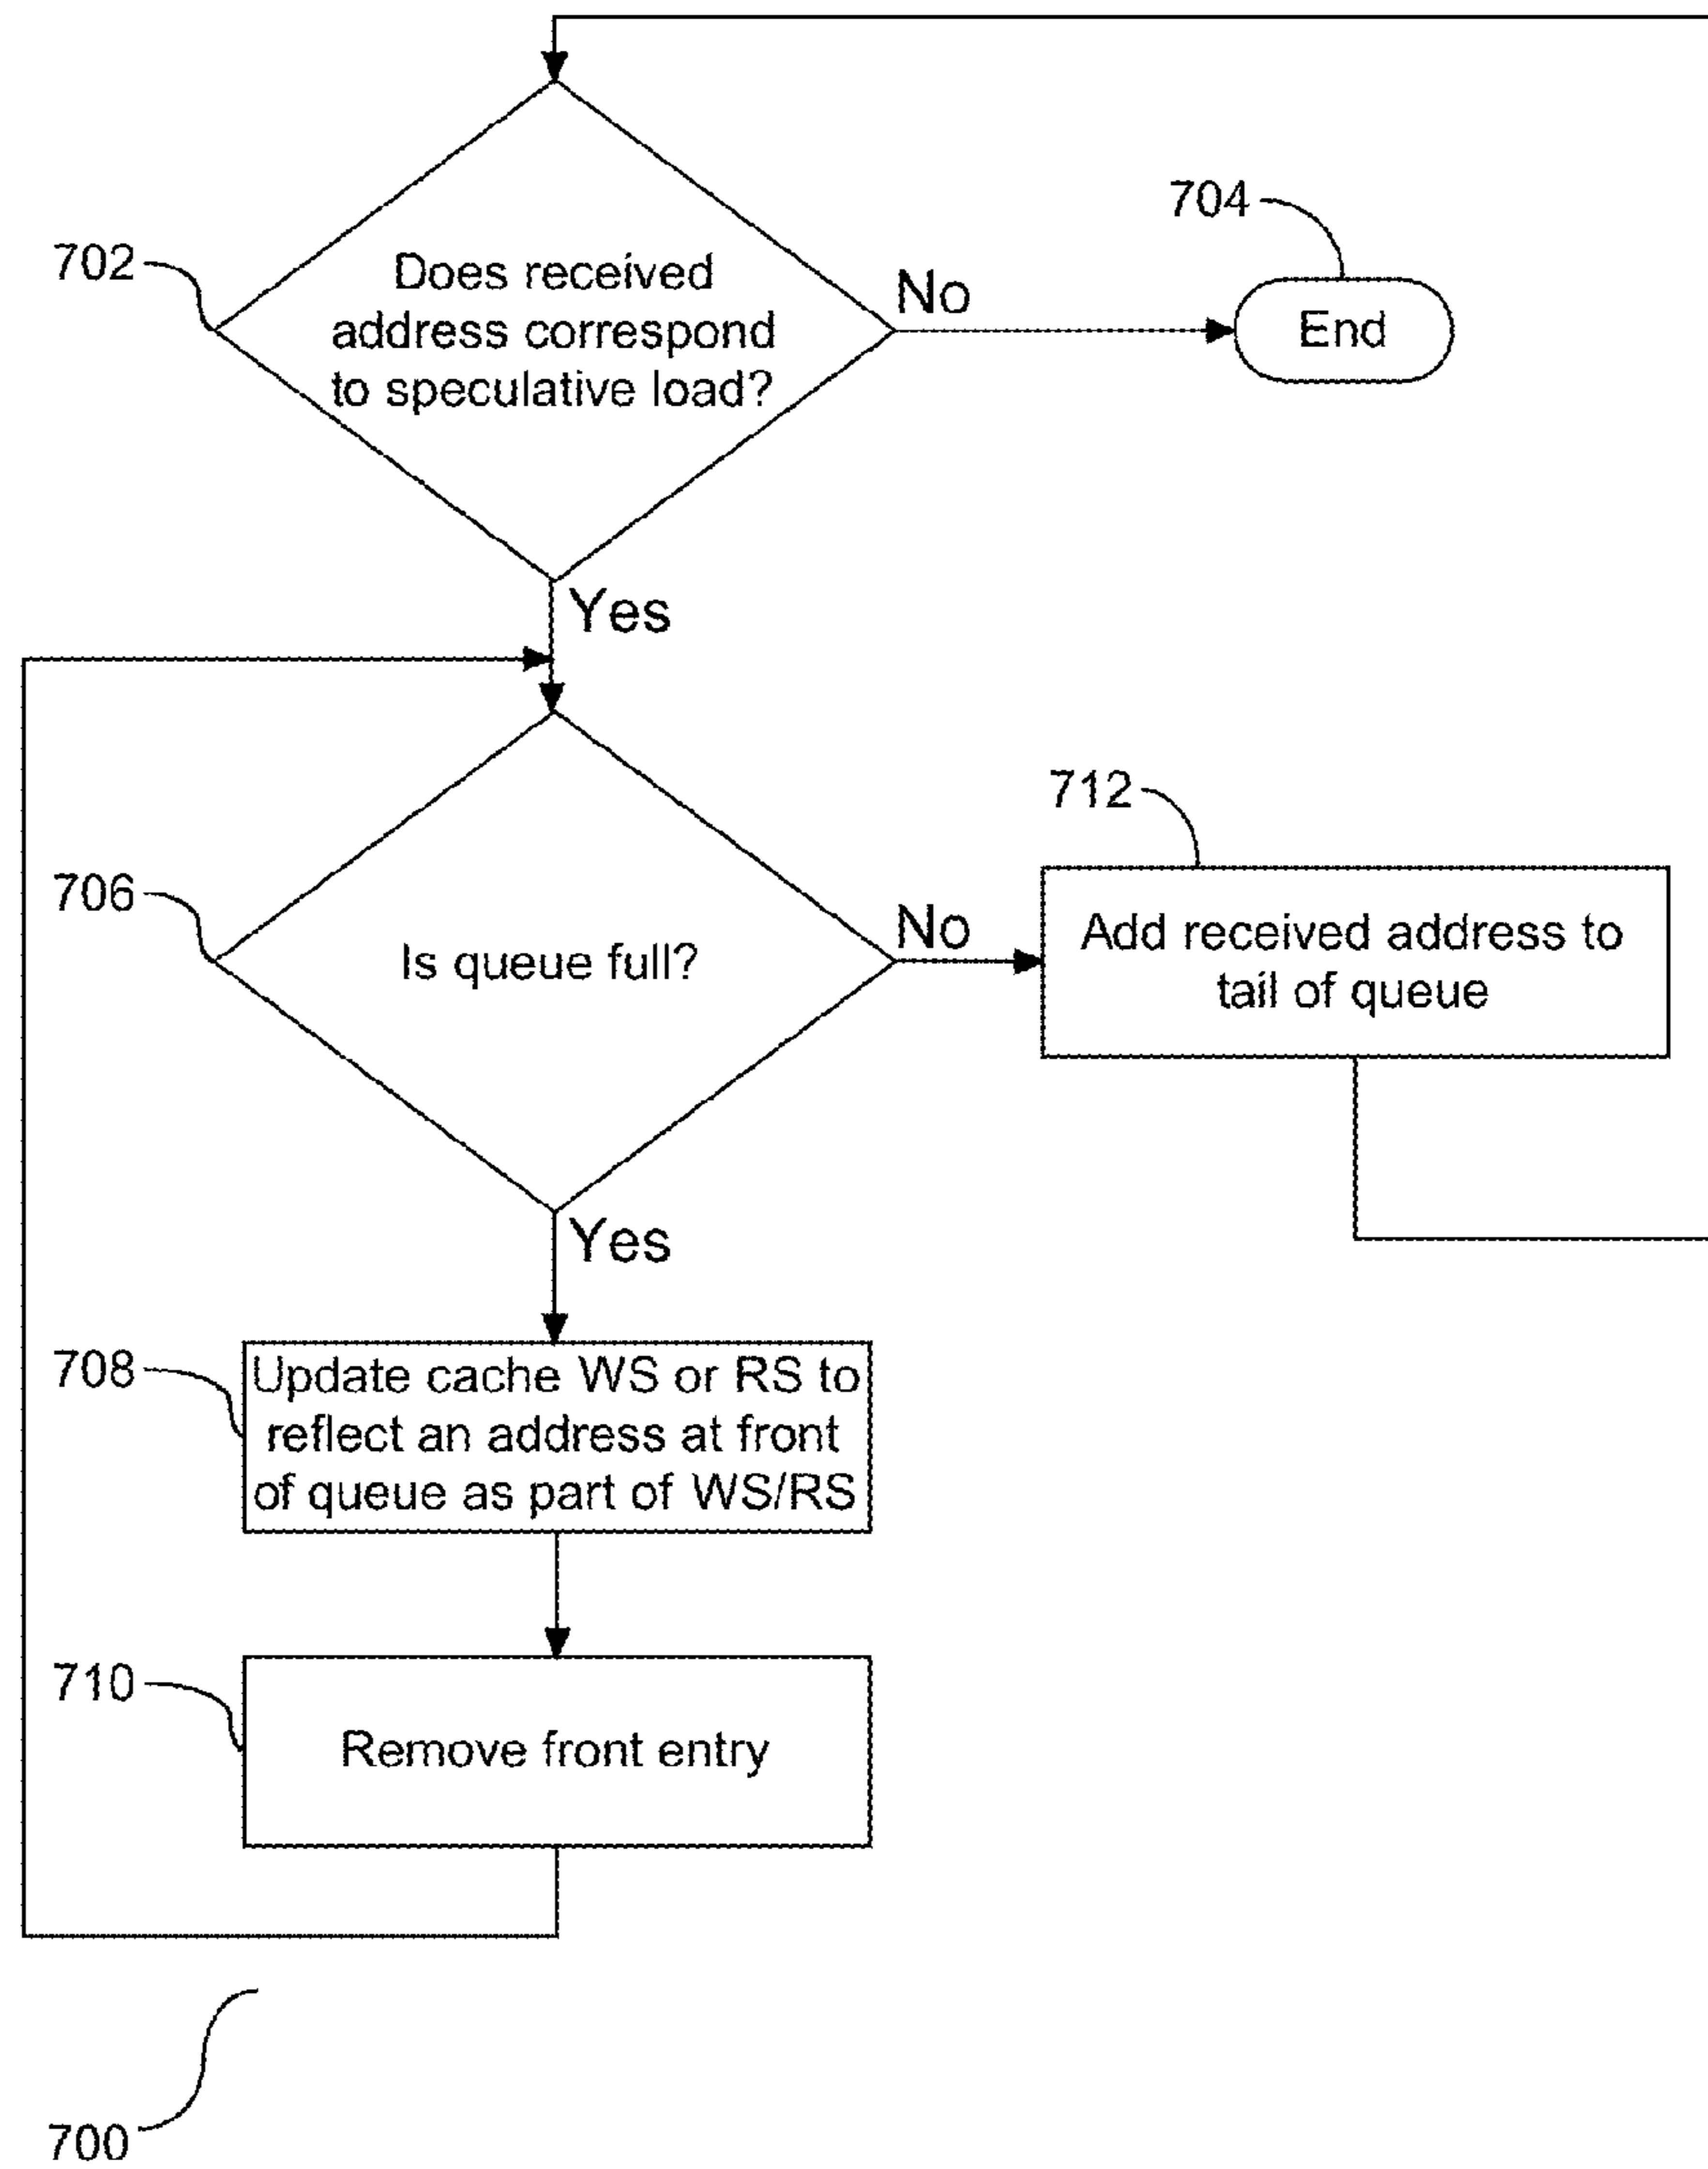 704
702
Does received
address correspond
to speculative load?
No
End
Yes
712
706
Is queue full?
No
Add received address to
tail of queue
Yes
708
Update cache WS or RS to
reflect an address at front
of queue as part of WS/RS
710
Remove front entry
700